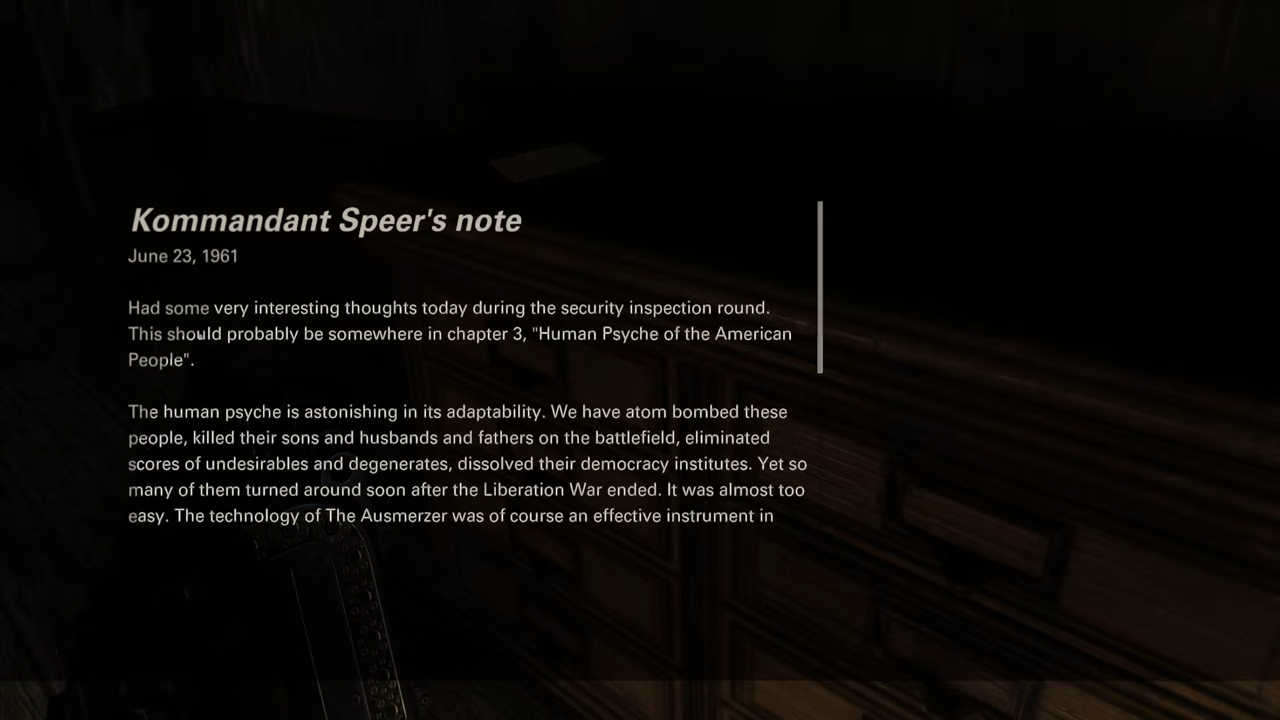 Kommandant Speer's note
June 23, 1961
Had some very interesting thoughts today during the security inspection round.
This should probably be somewhere in chapter 3, "Human Psyche of the American
People".
The human psyche is astonishing in its adaptability. We have atom bombed these
people, killed their sons and husbands and fathers on the battlefield, eliminated
scores of undesirables and degenerates, dissolved their democracy institutes. Yet so
many of them turned around soon after the Liberation War ended. It was almost too
easy. The technology of The Ausmerzer was of course an effective instrument in